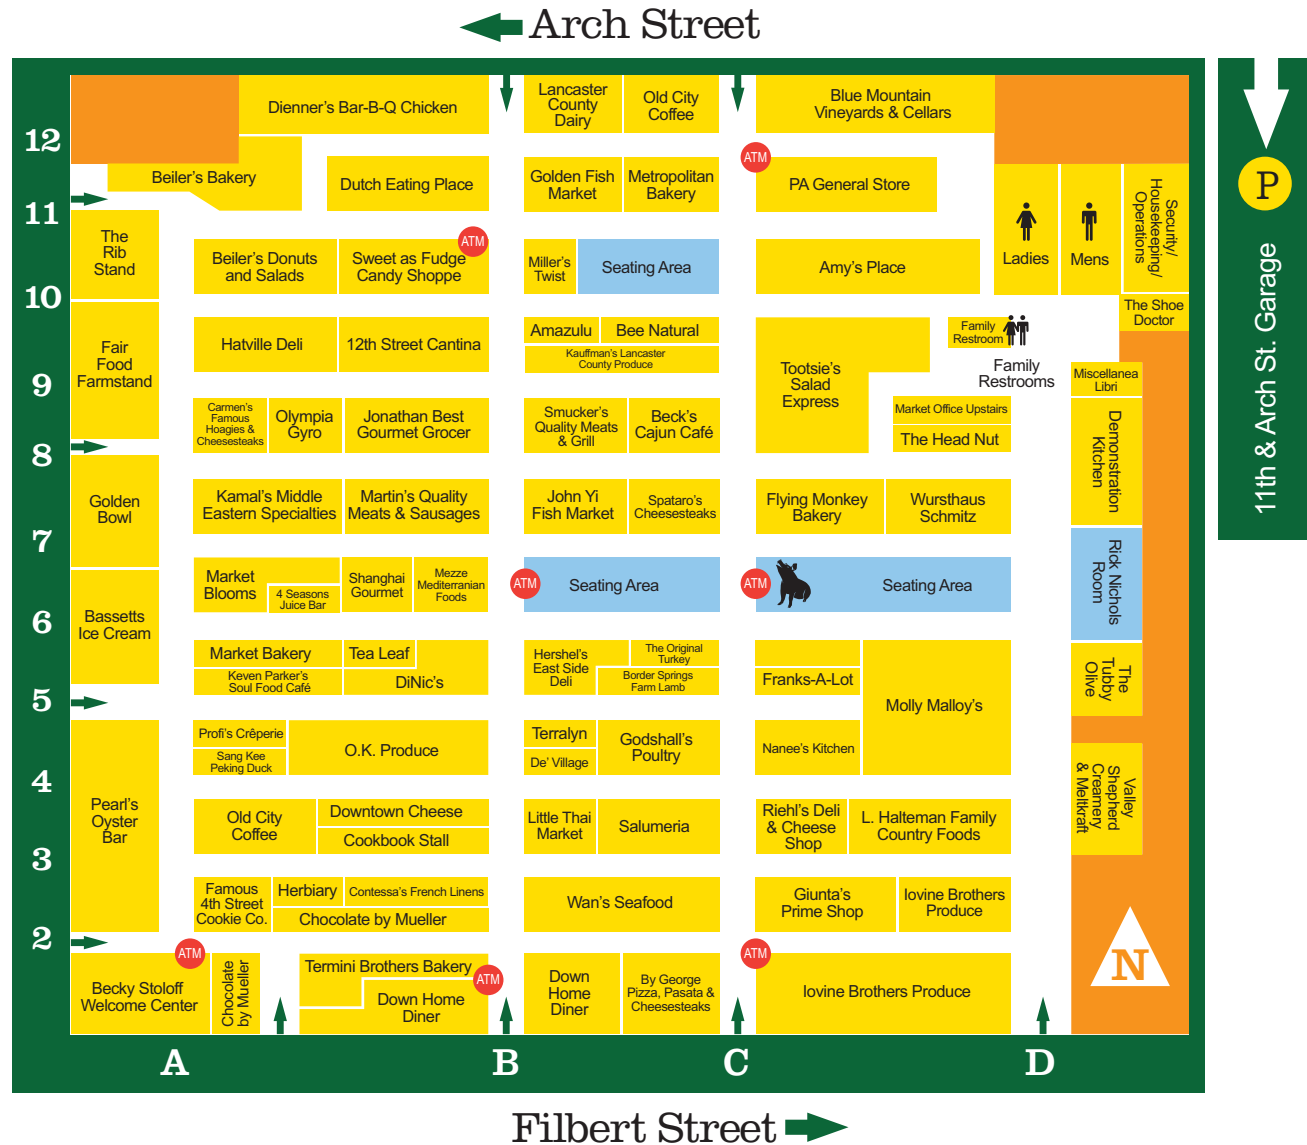 Arch Street
12
11
10
9
8
7
6
5
4
3
2
Dienner's Bar-B-Q Chicken
Lancaster
County
Dairy
Old City
Coffee
Blue Mountain
Vineyards & Cellars
Beiler's Bakery
Dutch Eating Place
Golden Fish
Market
Metropolitan
Bakery
ATM
PA General Store
Ladies
Mens
Security/
Housekeeping/
Operations
P
11th & Arch St. Garage
The
Rib
Stand
Beiler's Donuts
and Salads
Sweet as Fudge
Candy Shoppe
ATM
Miller's
Twist
Seating Area
Amy's Place
The Shoe
Doctor
Fair
Food
Farmstand
Hatville Deli
12th Street Cantina
Amazulu
Bee Natural
Kauffman's Lancaster
County Produce
Tootsie's
Salad
Express
Family
Restroom
Family
Restrooms
Miscellanea
Libri
Carmen's
Famous
Hoagies &
Cheesesteaks
Olympia
Gyro
Jonathan Best
Gourmet Grocer
Smucker's
Quality Meats
& Grill
Beck's
Cajun Café
Market Office Upstairs
The Head Nut
Demonstration
Kitchen
Golden
Bowl
Kamal's Middle
Eastern Specialties
Martin's Quality
Meats & Sausages
John Yi
Fish Market
Spataro's
Cheesesteaks
Flying Monkey
Bakery
Wursthaus
Schmitz
Rick Nichols
Room
Bassetts
Ice Cream
Market
Blooms
4 Seasons
Juice Bar
Shanghai
Gourmet
Mezze
Mediterranian
Foods
ATM
Seating Area
ATM
Seating Area
Market Bakery
Tea Leaf
Keven Parker's
Soul Food Café
DiNic's
Hershel's
East Side
Deli
The Original
Turkey
Border Springs
Farm Lamb
Franks-A-Lot
Molly Malloy's
The
Tubby
Olive
Pearl's
Oyster
Bar
Profi's Crêperie
Sang Kee
Peking Duck
O.K. Produce
Terralyn
De' Village
Godshall's
Poultry
Nanee's Kitchen
Valley
Shepherd
Creamery
& Meltkraft
Old City
Coffee
Downtown Cheese
Cookbook Stall
Little Thai
Market
Salumeria
Riehl's Deli
& Cheese
Shop
L. Halteman Family
Country Foods
Famous
4th Street
Cookie Co.
Herbiary
Contessa's French Linens
Chocolate by Mueller
Wan's Seafood
Giunta's
Prime Shop
Iovine Brothers
Produce
N
ATM
Becky Stoloff
Welcome Center
Chocolate
by Mueller
Termini Brothers Bakery
ATM
Down Home
Diner
Down
Home
Diner
By George
Pizza, Pasata &
Cheesesteaks
ATM
Iovine Brothers Produce
A
B
C
D
Filbert Street